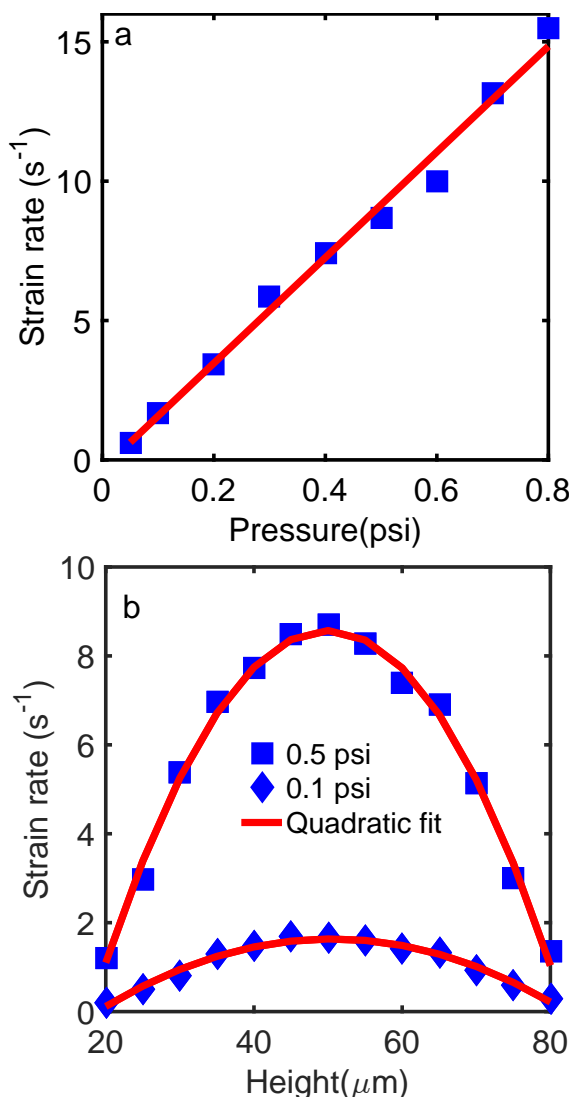 a
15
10
5
0
Strain rate (s⁻¹)
0 0.2 0.4 0.6 0.8
Pressure(psi)
b
10
8
6
4
2
0
Strain rate (s⁻¹)
0.5 psi
0.1 psi
Quadratic fit
20 40 60 80
Height(μm)